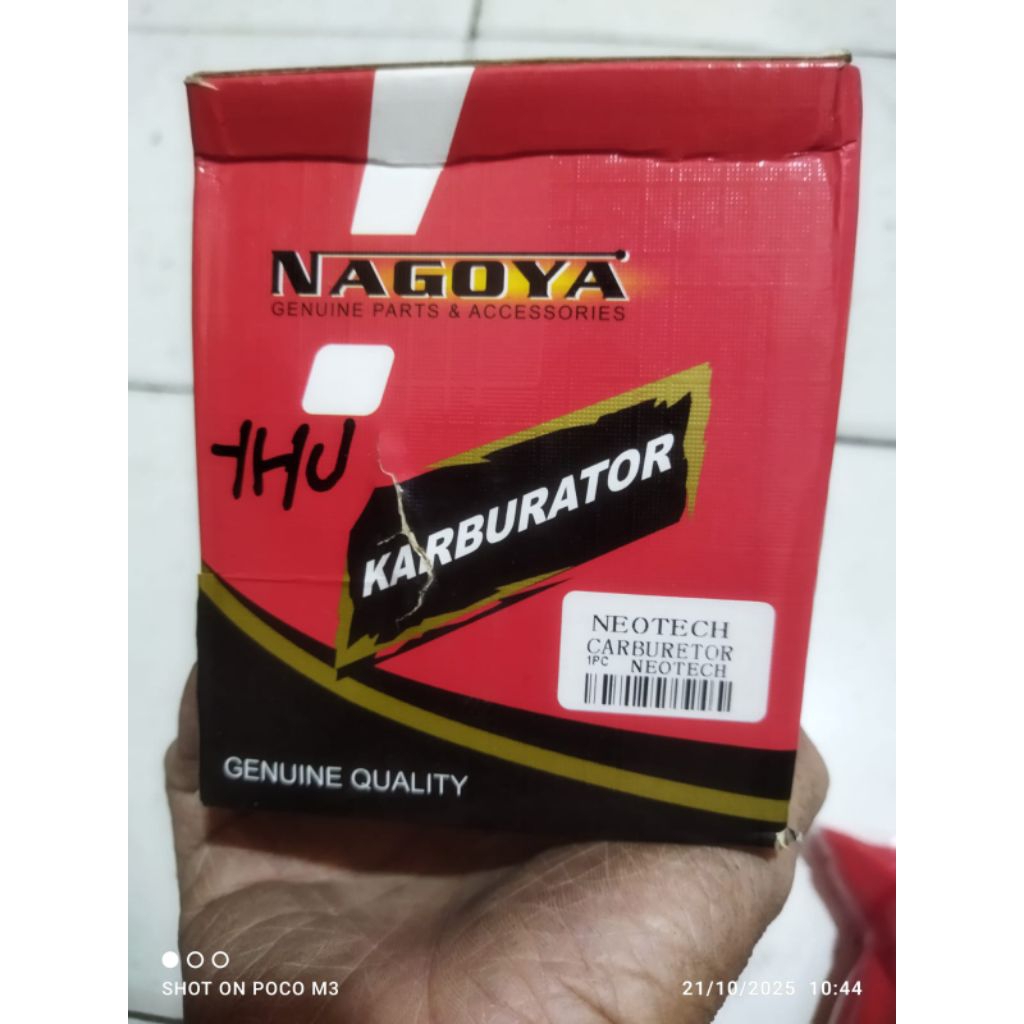 NAGOYA
GENUINE PARTS & ACCESSORIES
KARBURATOR
NEOTECH
CARBURETOR
1PC NEOTECH
GENUINE QUALITY
SHOT ON POCO M3
21/10/2025 10:44